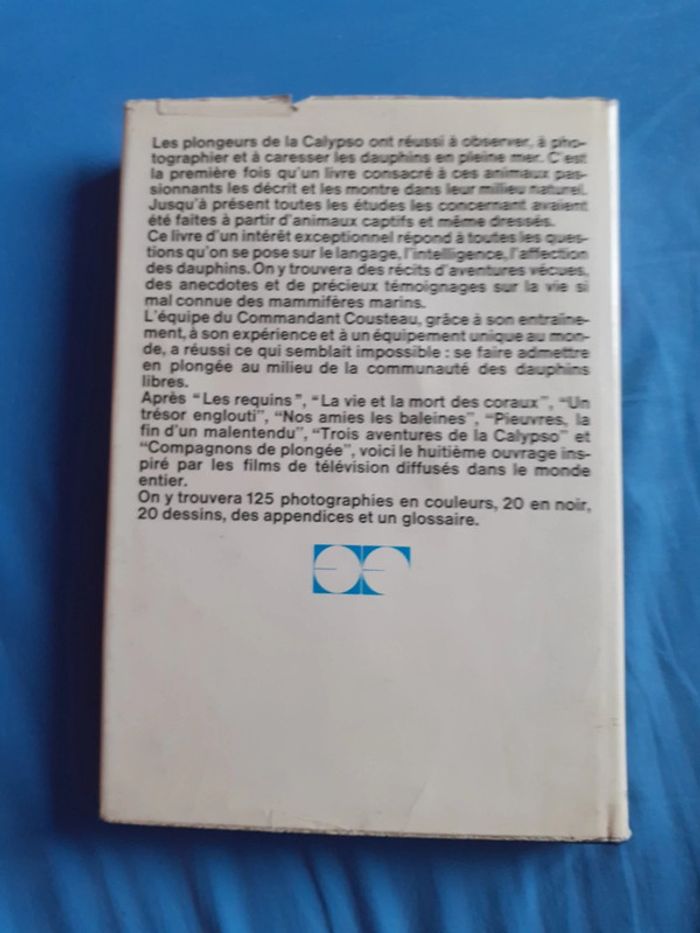 Les plongeurs de la Calypso ont réussi à observer, à pho-
tographier et à caresser les dauphins en pleine mer. C'est
la première fois qu'un livre consacré à ces animaux pas-
sionnants les décrit et les montre dans leur milieu naturel.
Jusqu'à présent toutes les études les concernant avaient
été faites à partir d'animaux captifs et même dressés.
Ce livre d'un intérêt exceptionnel répond à toutes les ques-
tions qu'on se pose sur le langage, l'intelligence, l'affection
des dauphins. On y trouvera des récits d'aventures vécues,
des anecdotes et de précieux témoignages sur la vie si
mal connue des mammifères marins.
L'équipe du Commandant Cousteau, grâce à son entraîne-
ment, à son expérience et à un équipement unique au mon-
de, a réussi ce qui semblait impossible : se faire admettre
en plongée au milieu de la communauté des dauphins
libres.
Après "Les requins", "La vie et la mort des coraux", "Un
trésor englouti", "Nos amies les baleines", "Pieuvres, la
fin d'un malentendu", "Trois aventures de la Calypso" et
"Compagnons de plongée", voici le huitième ouvrage ins-
piré par les films de télévision diffusés dans le monde
entier.
On y trouvera 125 photographies en couleurs, 20 en noir,
20 dessins, des appendices et un glossaire.